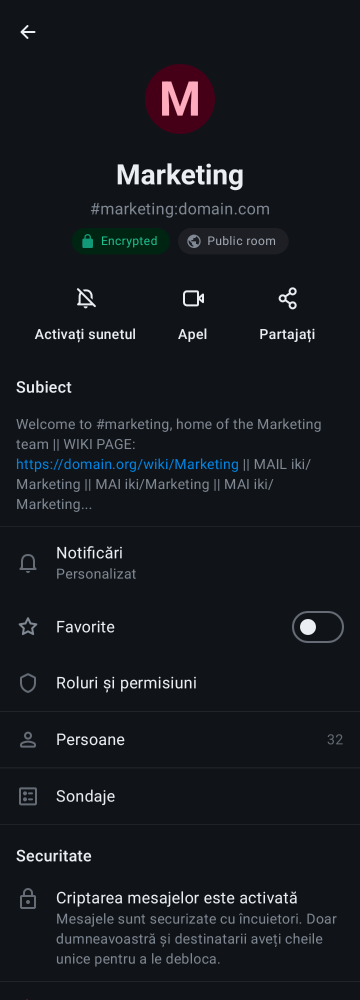 M
Marketing
#marketing:domain.com
Encrypted
Public room
Activați sunetul
Apel
Partajați
Subiect
Welcome to #marketing, home of the Marketing
team || WIKI PAGE:
https://domain.org/wiki/Marketing || MAIL iki/
Marketing || MAI iki/Marketing || MAI iki/
Marketing...
Notificări
Personalizat
Favorite
Roluri și permisiuni
Persoane
32
Sondaje
Securitate
Criptarea mesajelor este activată
Mesajele sunt securizate cu încuietori. Doar
dumneavoastră și destinatarii aveți cheile
unice pentru a le debloca.